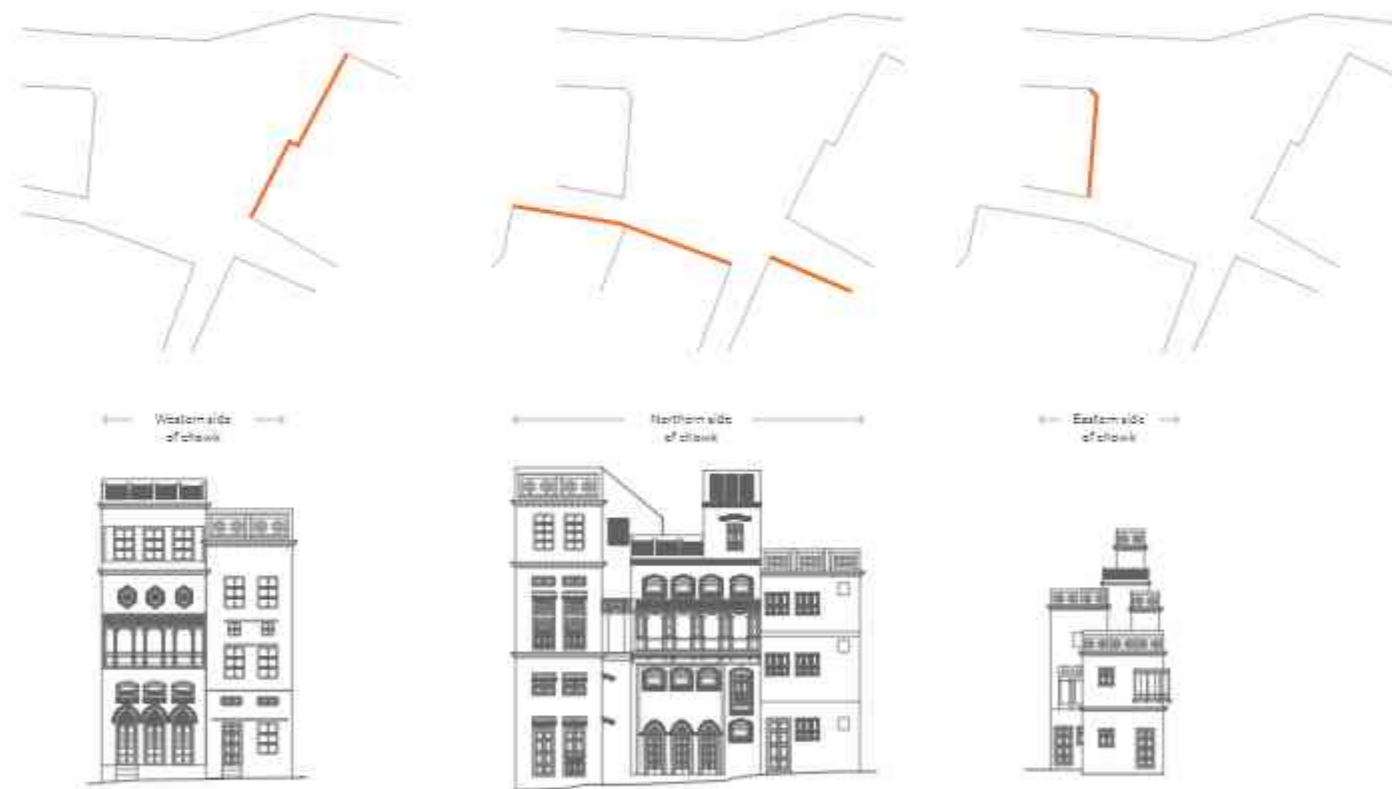 Western side
of chowk
Northern side
of chowk
Eastern side
of chowk